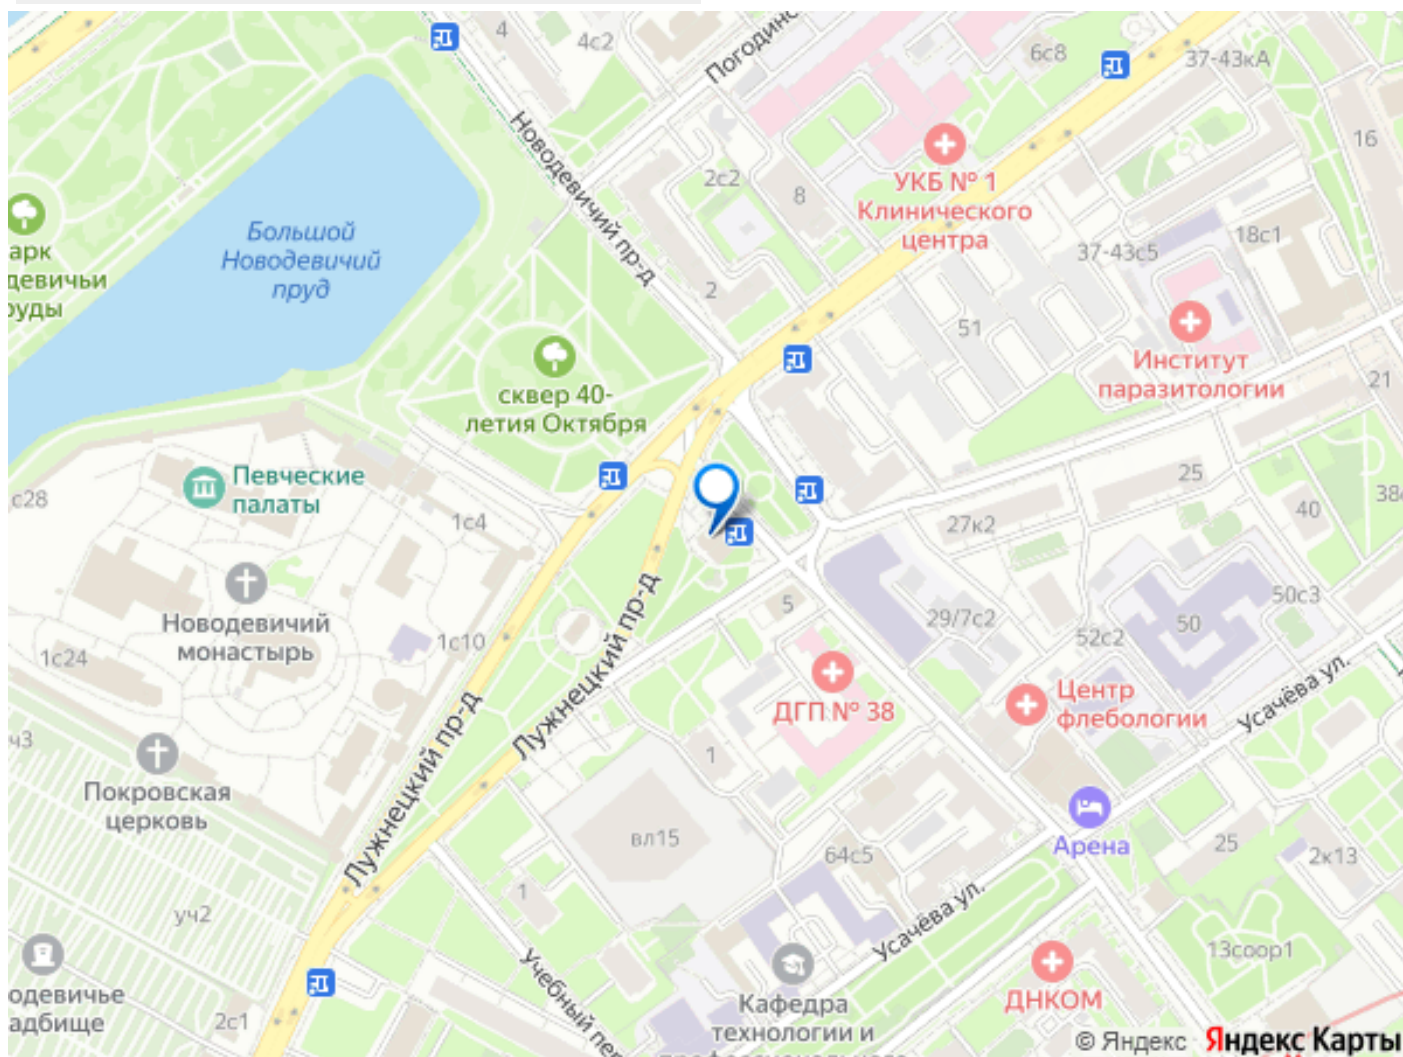 4
4с2
Погодинс
6с8
37-43кА
16
Новодевичий пр-д
2с2
8
УКБ № 1
Клинического
центра
18с1
37-43с5
Большой
Новодевичий
пруд
арк
девичьи
руды
2
51
Институт
паразитологии
21
сквер 40-
летия Октября
Певческие
палаты
с28
1с4
25
27к2
40
38
Новодевичий
монастырь
1с24
1с10
Лужнецкий пр-д
5
29/7с2
52с2
50
50с3
ДГП № 38
Центр
флебологии
Усачёва ул.
ч3
Покровская
церковь
Лужнецкий пр-д
1
вл15
64с5
Арена
25
2к13
уч2
1
Усачёва ул.
13соор1
одевичье
адбище
2с1
Учебный пер
Кафедра
технологии и
ДНКОМ
© Яндекс Яндекс Карты